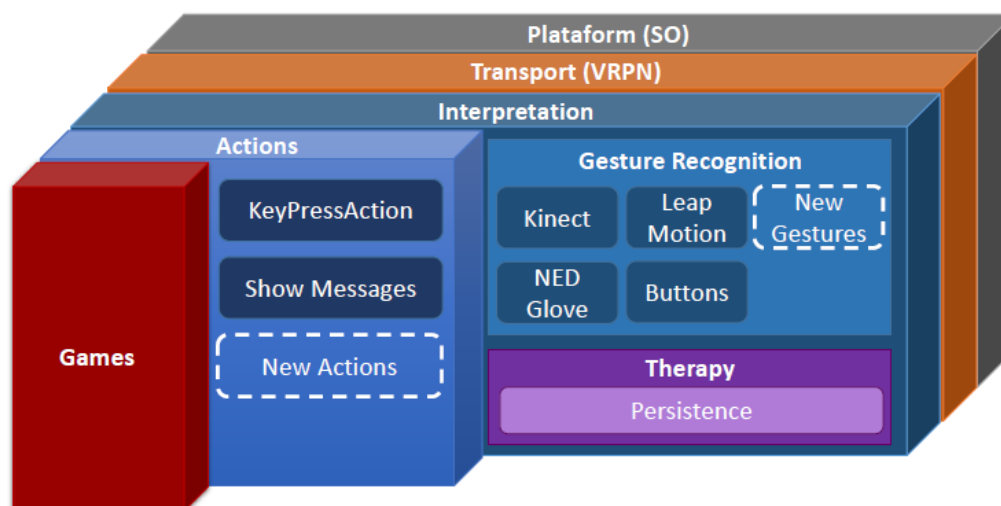 Plataform (SO)
Transport (VRPN)
Interpretation
Actions
Games
KeyPressAction
Show Messages
New Actions
Gesture Recognition
Kinect
Leap
Motion
New
Gestures
NED
Glove
Buttons
Therapy
Persistence